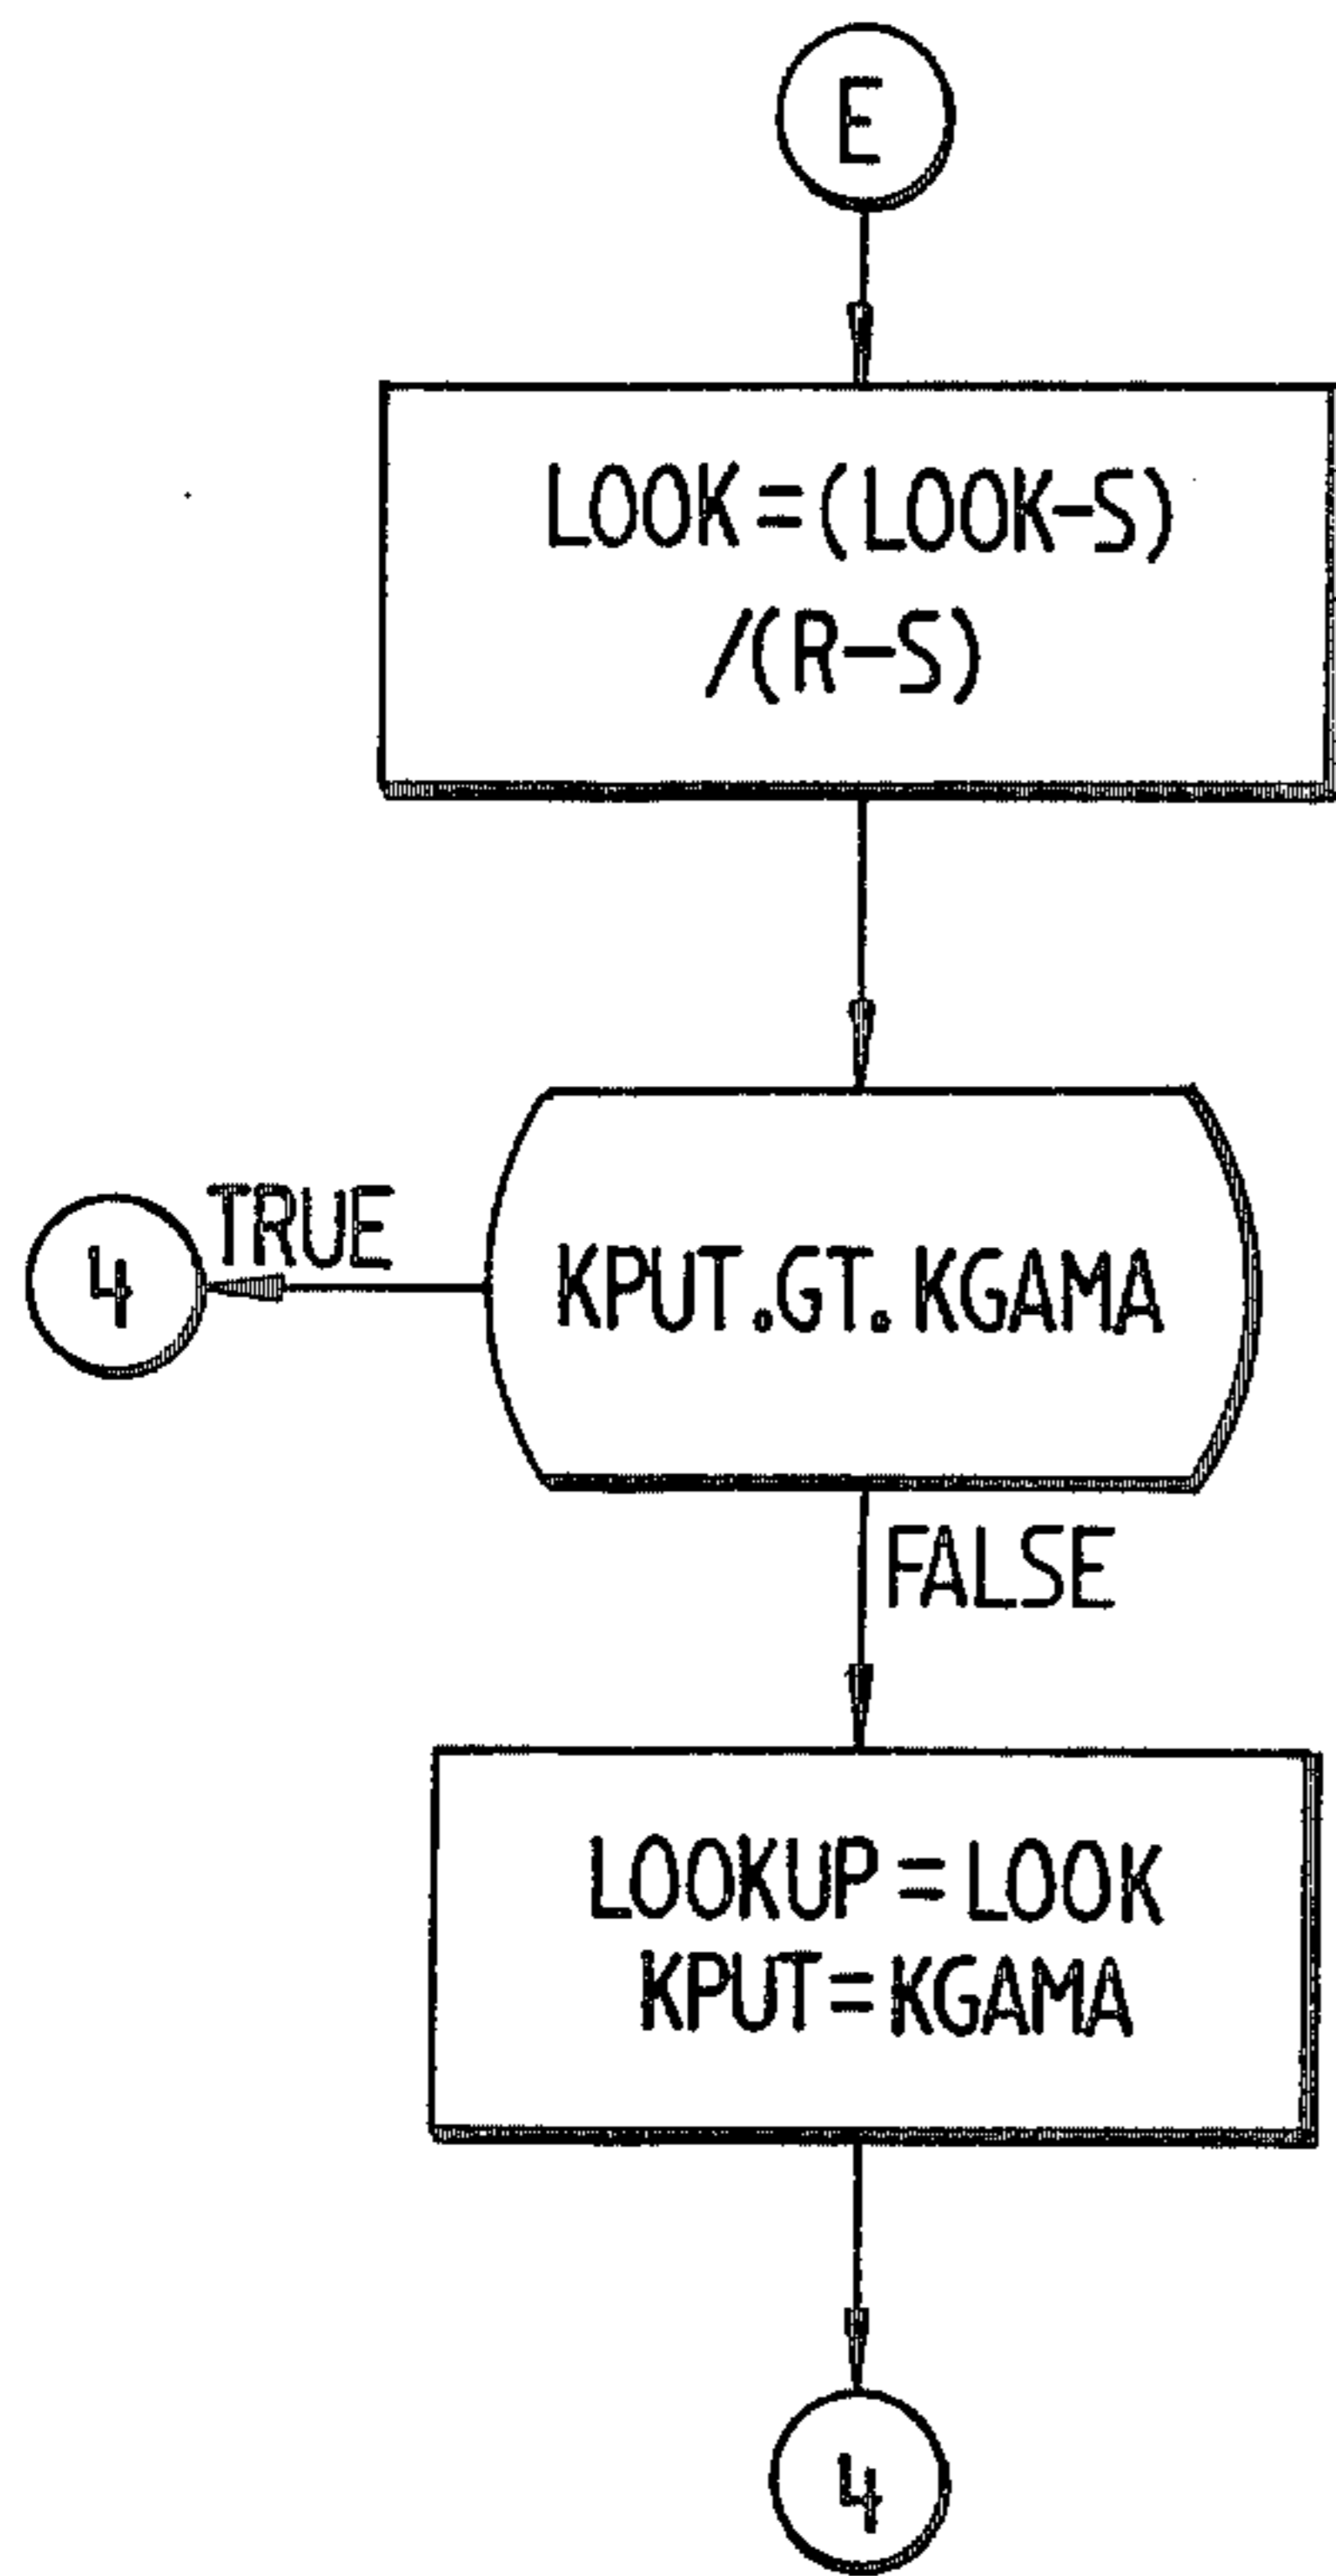 E
LOOK=(LOOK-S)
/(R-S)
TRUE
4
KPUT.GT.KGAMA
FALSE
LOOKUP=LOOK
KPUT=KGAMA
4